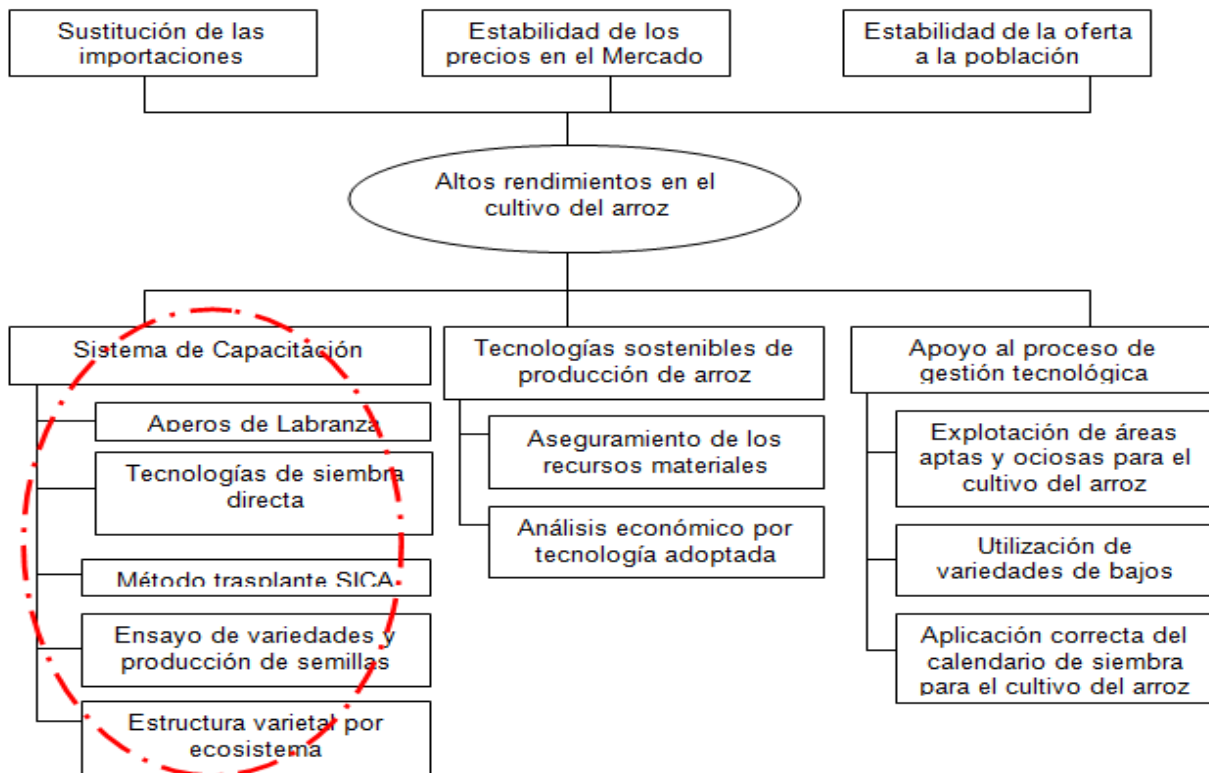 Sustitución de las
importaciones
Estabilidad de los
precios en el Mercado
Estabilidad de la oferta
a la población
Altos rendimientos en el
cultivo del arroz
Sistema de Capacitación
Aperos de Labranza
Tecnologías de siembra
directa
Método trasplante SICA
Ensayo de variedades y
producción de semillas
Estructura varietal por
ecosistema
Tecnologías sostenibles de
producción de arroz
Aseguramiento de los
recursos materiales
Análisis económico por
tecnología adoptada
Apoyo al proceso de
gestión tecnológica
Explotación de áreas
aptas y ociosas para el
cultivo del arroz
Utilización de
variedades de bajos
Aplicación correcta del
calendario de siembra
para el cultivo del arroz